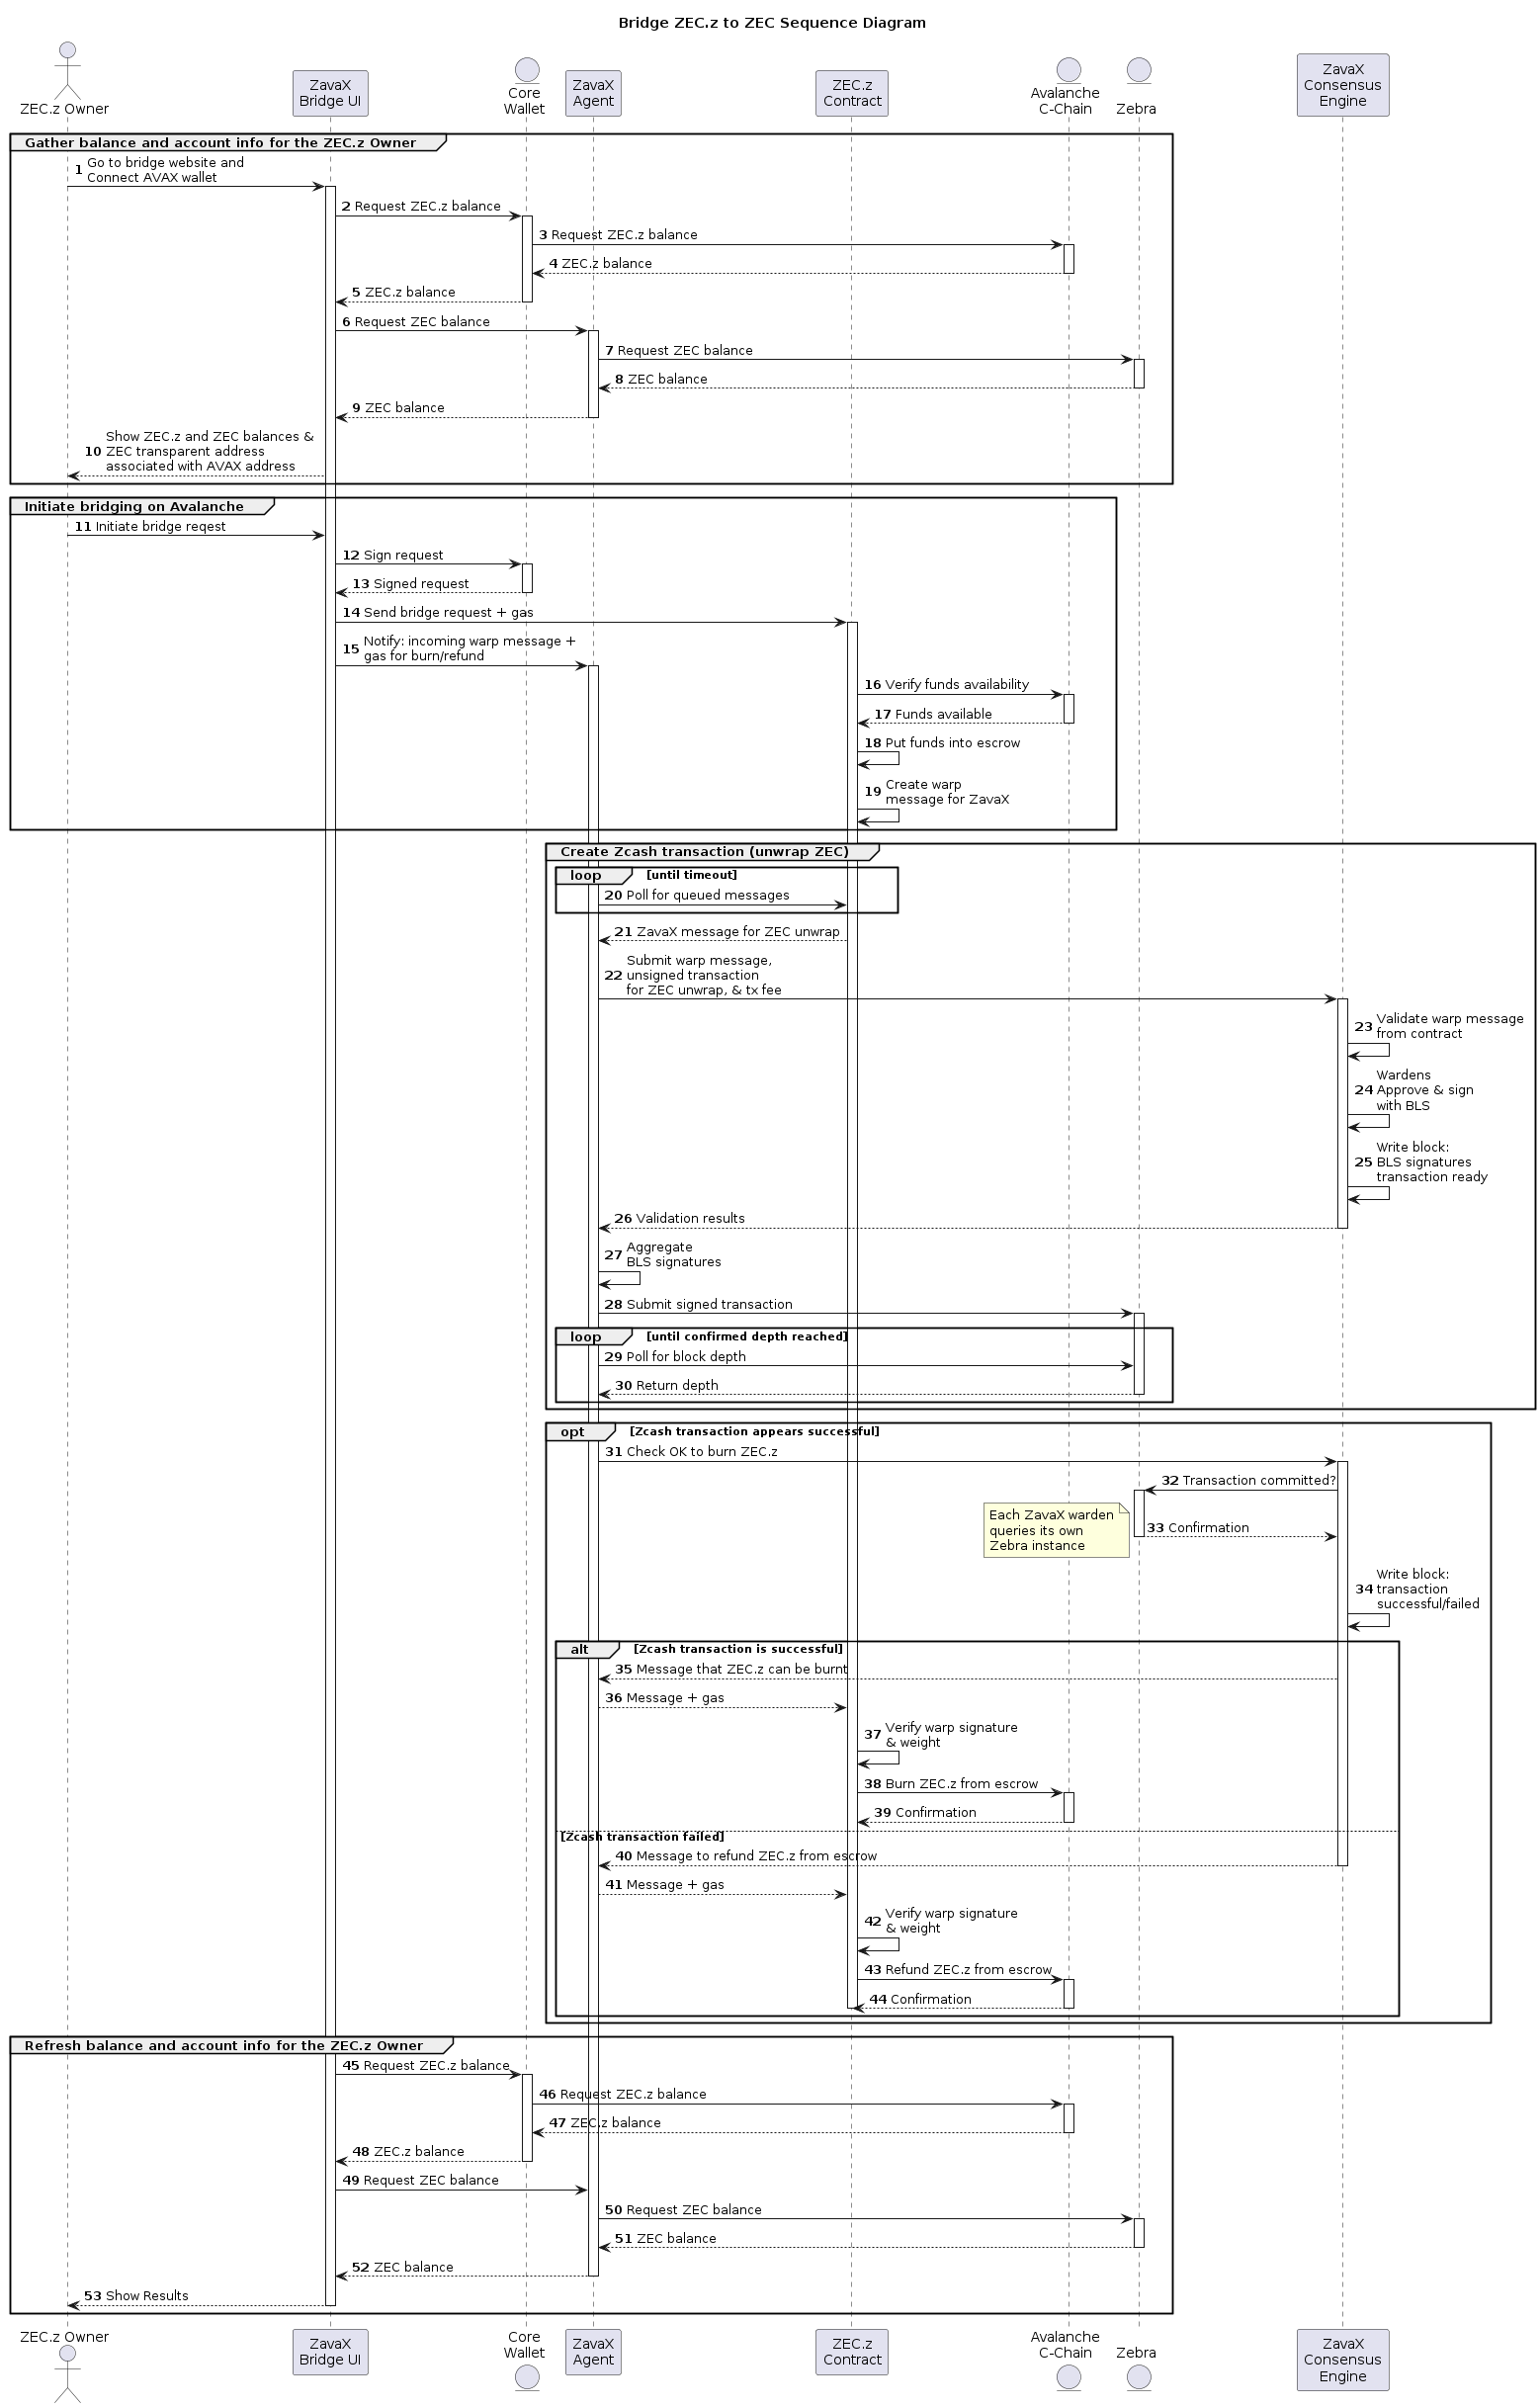 Bridge ZEC.z to ZEC Sequence Diagram
ZEC.z Owner
ZavaX
Bridge UI
Core
Wallet
ZavaX
Agent
ZEC.z
Contract
Avalanche
C-Chain
Zebra
ZavaX
Consensus
Engine
Gather balance and account info for the ZEC.z Owner
1 Go to bridge website and
Connect AVAX wallet
2 Request ZEC.z balance
3 Request ZEC.z balance
4 ZEC.z balance
5 ZEC.z balance
6 Request ZEC balance
7 Request ZEC balance
8 ZEC balance
9 ZEC balance
Show ZEC.z and ZEC balances &
10 ZEC transparent address
associated with AVAX address
Initiate bridging on Avalanche
11 Initiate bridge reqest
12 Sign request
13 Signed request
14 Send bridge request + gas
15 Notify: incoming warp message +
gas for burn/refund
16 Verify funds availability
17 Funds available
18 Put funds into escrow
19 Create warp
message for ZavaX
Create Zcash transaction (unwrap ZEC)
loop [until timeout]
20 Poll for queued messages
21 ZavaX message for ZEC unwrap
Submit warp message,
22 unsigned transaction
for ZEC unwrap, & tx fee
23 Validate warp message
from contract
Wardens
24 Approve & sign
with BLS
Write block:
25 BLS signatures
transaction ready
26 Validation results
27 Aggregate
BLS signatures
28 Submit signed transaction
loop [until confirmed depth reached]
29 Poll for block depth
30 Return depth
opt [Zcash transaction appears successful]
31 Check OK to burn ZEC.z
32 Transaction committed?
Each ZavaX warden
queries its own
Zebra instance
33 Confirmation
Write block:
34 transaction
successful/failed
alt [Zcash transaction is successful]
35 Message that ZEC.z can be burnt
36 Message + gas
37 Verify warp signature
& weight
38 Burn ZEC.z from escrow
39 Confirmation
[Zcash transaction failed]
40 Message to refund ZEC.z from escrow
41 Message + gas
42 Verify warp signature
& weight
43 Refund ZEC.z from escrow
44 Confirmation
Refresh balance and account info for the ZEC.z Owner
45 Request ZEC.z balance
46 Request ZEC.z balance
47 ZEC.z balance
48 ZEC.z balance
49 Request ZEC balance
50 Request ZEC balance
51 ZEC balance
52 ZEC balance
53 Show Results
ZEC.z Owner
ZavaX
Bridge UI
Core
Wallet
ZavaX
Agent
ZEC.z
Contract
Avalanche
C-Chain
Zebra
ZavaX
Consensus
Engine